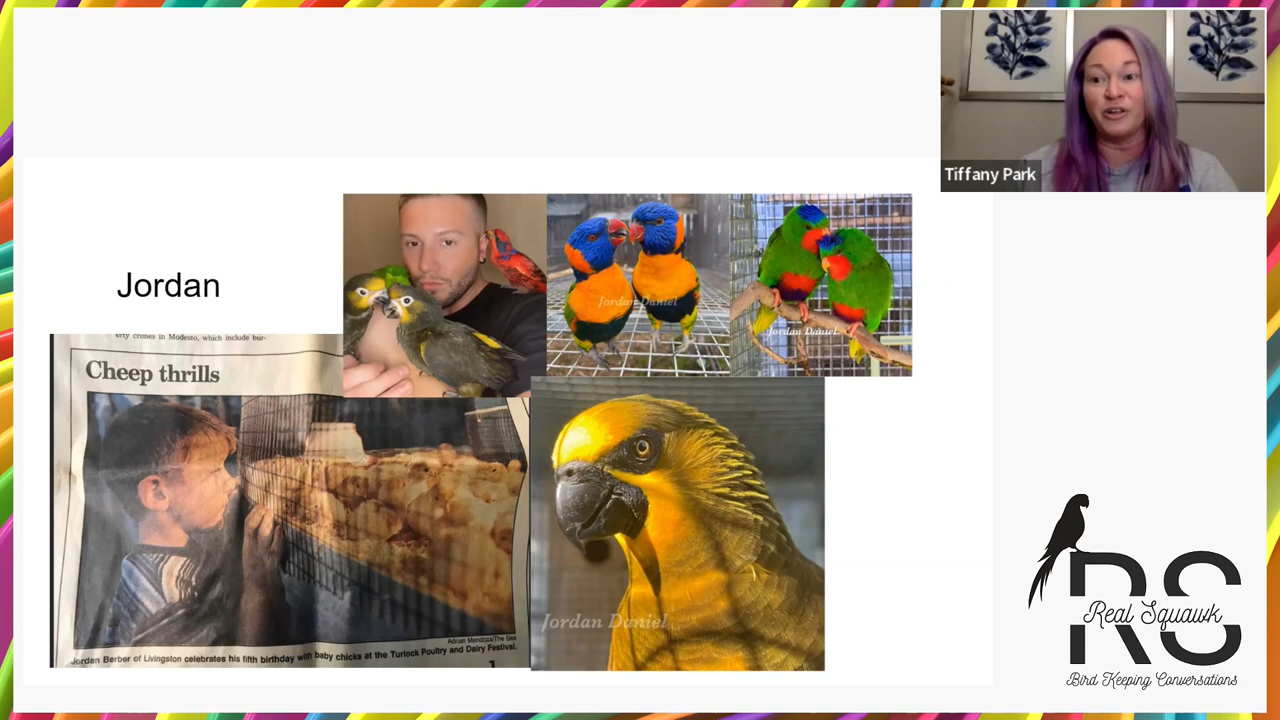 Tiffany Park
Jordan
erty crimes in Modesto, which include bur-
Cheep thrills
Jordan Daniel
Jordan Daniel
Jordan Daniel
Adrian Mendoza/The Bee
Jordan Berber of Livingston celebrates his fifth birthday with baby chicks at the Turlock Poultry and Dairy Festival.
RS
Real Squawk
Bird Keeping Conversations